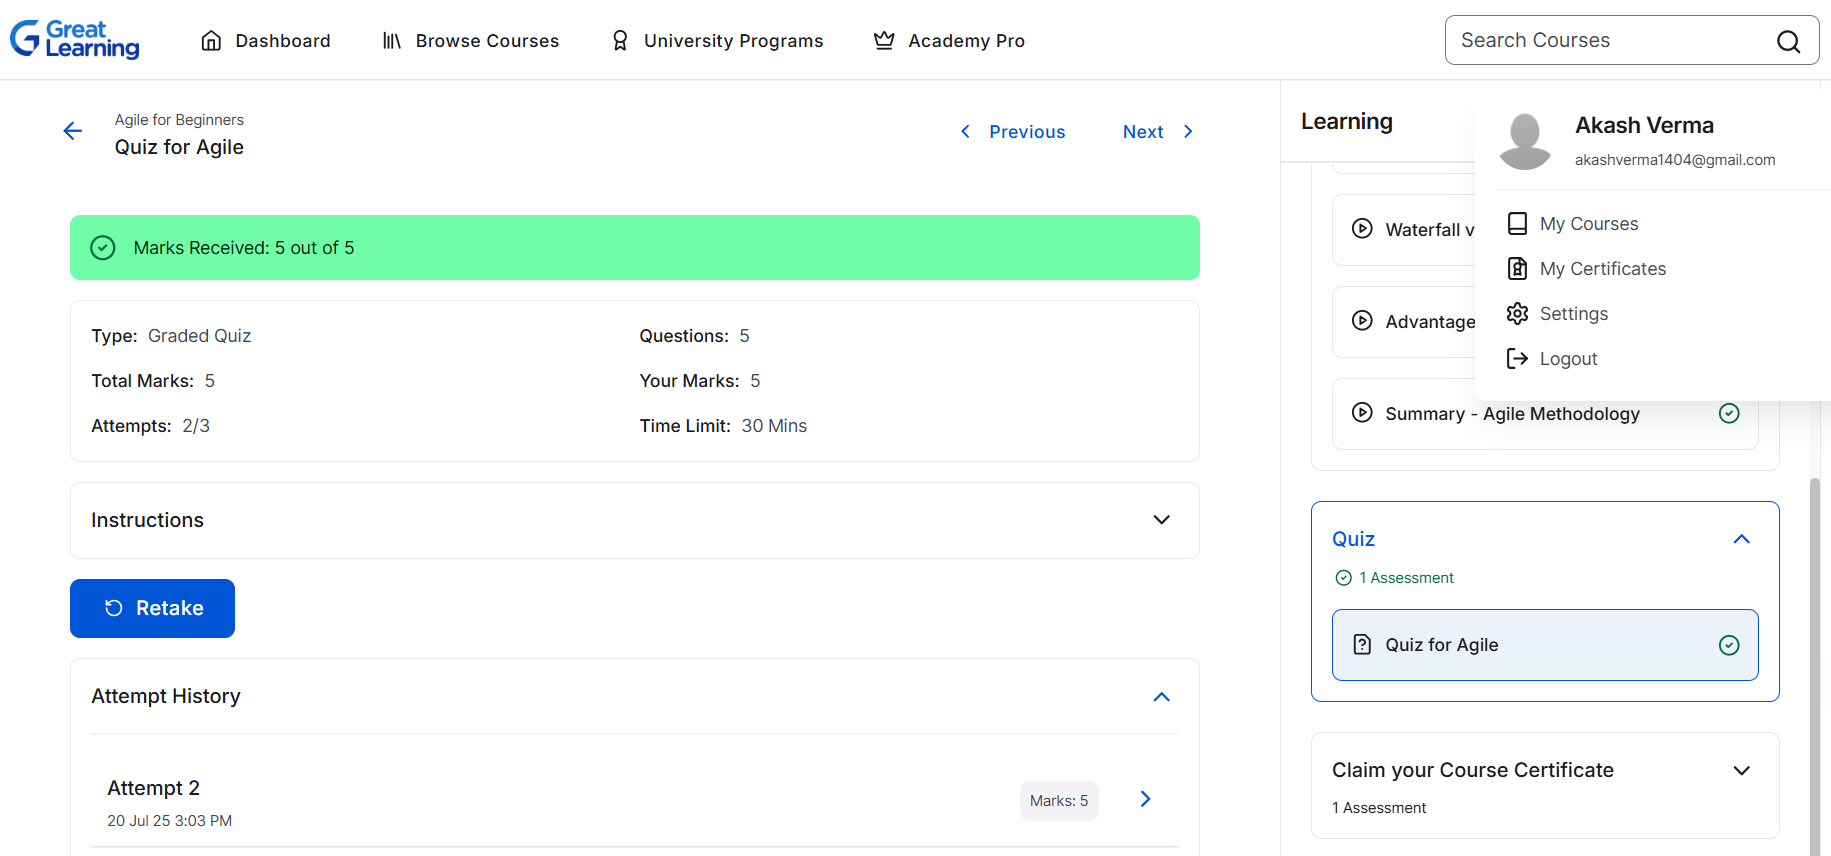 Great Learning
Dashboard
Browse Courses
University Programs
Academy Pro
Search Courses
Agile for Beginners
Quiz for Agile
Previous
Next
Marks Received: 5 out of 5
Type: Graded Quiz
Questions: 5
Total Marks: 5
Your Marks: 5
Attempts: 2/3
Time Limit: 30 Mins
Instructions
Retake
Attempt History
Attempt 2
20 Jul 25 3:03 PM
Marks: 5
Learning
Akash Verma
akashverma1404@gmail.com
My Courses
My Certificates
Settings
Logout
Waterfall v
Advantage
Summary - Agile Methodology
Quiz
1 Assessment
Quiz for Agile
Claim your Course Certificate
1 Assessment